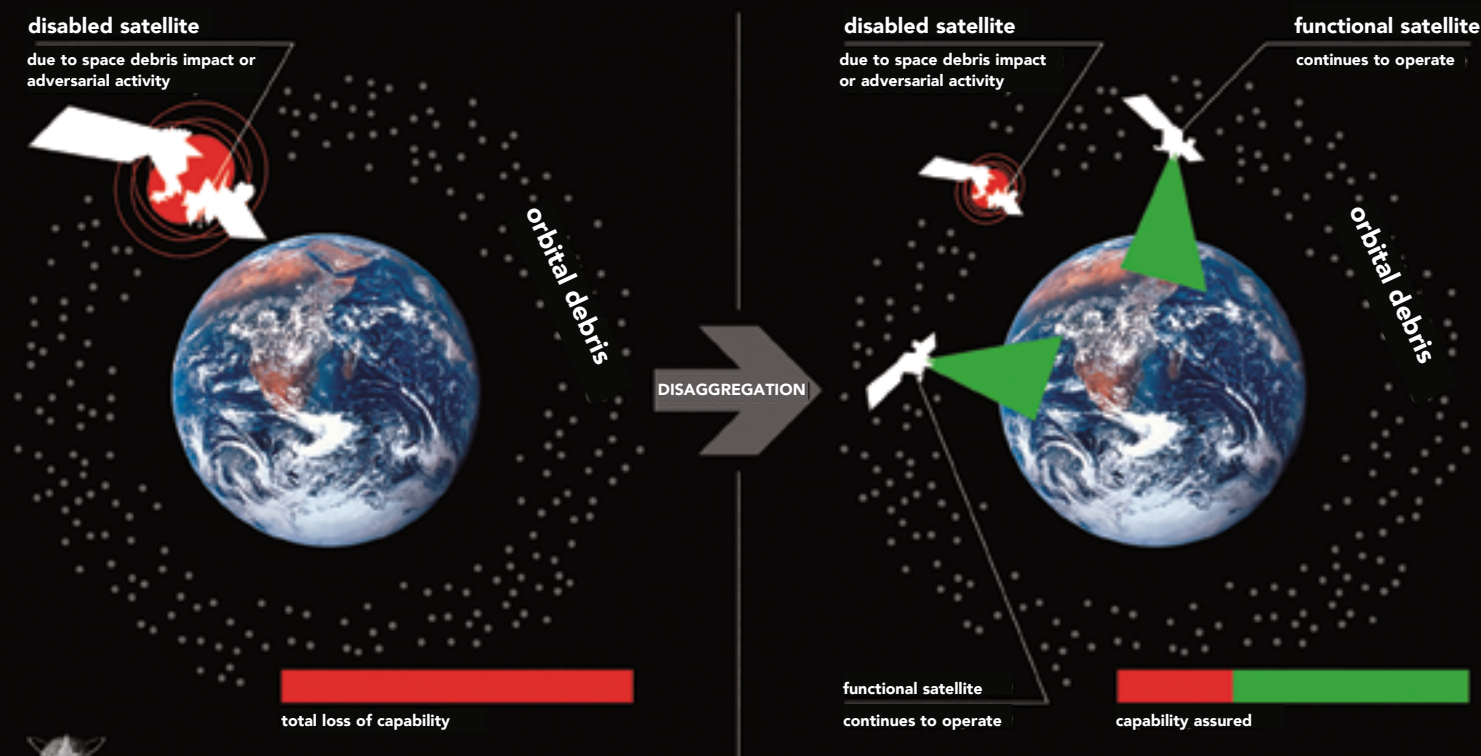 disabled satellite
due to space debris impact or
adversarial activity
orbital debris
total loss of capability
DISAGGREGATION
disabled satellite
due to space debris impact
or adversarial activity
functional satellite
continues to operate
orbital debris
functional satellite
continues to operate
capability assured